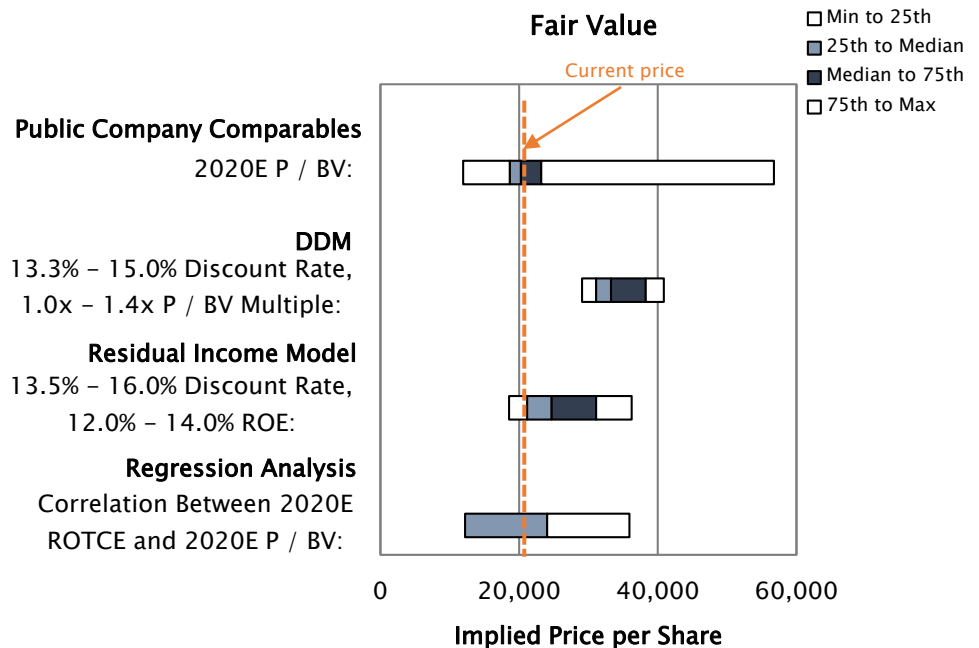 Fair Value
Min to 25th
25th to Median
Median to 75th
75th to Max
Current price
Public Company Comparables
2020E P / BV:
DDM
13.3% – 15.0% Discount Rate,
1.0x – 1.4x P / BV Multiple:
Residual Income Model
13.5% – 16.0% Discount Rate,
12.0% – 14.0% ROE:
Regression Analysis
Correlation Between 2020E
ROTCE and 2020E P / BV:
0 20,000 40,000 60,000
Implied Price per Share